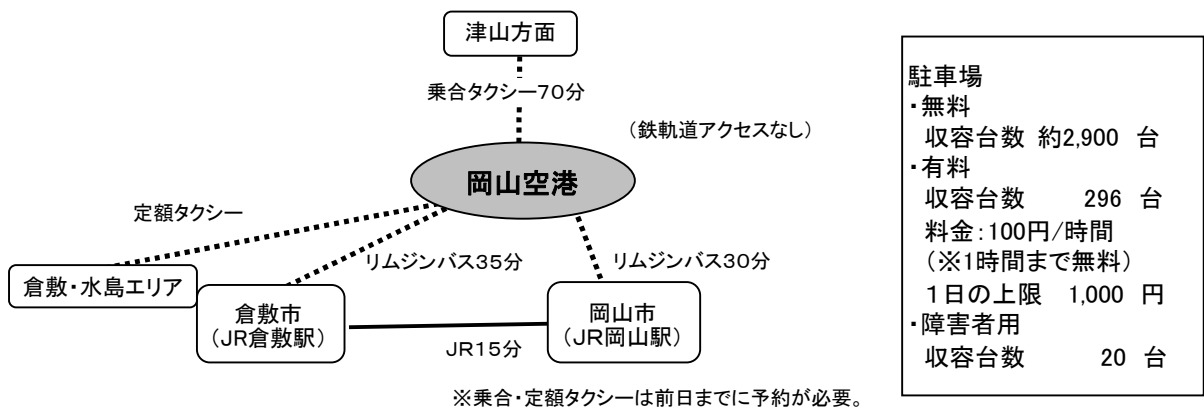 津山方面
乗合タクシー70分
(鉄軌道アクセスなし)
岡山空港
定額タクシー
リムジンバス35分
リムジンバス30分
倉敷・水島エリア
倉敷市
(JR倉敷駅)
岡山市
(JR岡山駅)
JR15分
※乗合・定額タクシーは前日までに予約が必要。
駐車場
・無料
収容台数 約2,900 台
・有料
収容台数 296 台
料金:100円/時間
(※1時間まで無料)
1日の上限 1,000 円
・障害者用
収容台数 20 台